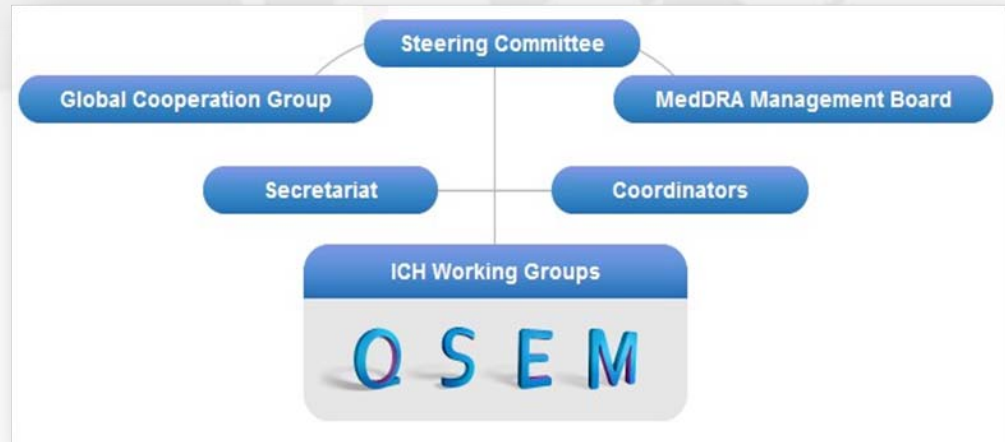 Steering Committee
Global Cooperation Group
MedDRA Management Board
Secretariat
Coordinators
ICH Working Groups
Q S E M